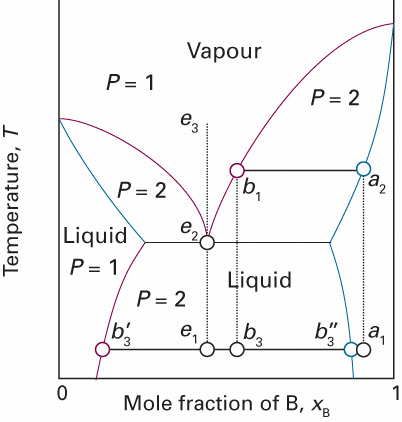 Vapour
P = 1
P = 2
e3
P = 2
b1
a2
e2
Liquid
P = 1
Liquid
P = 2
b′3
e1
b3
b″3
a1
0
1
Mole fraction of B, xB
Temperature, T